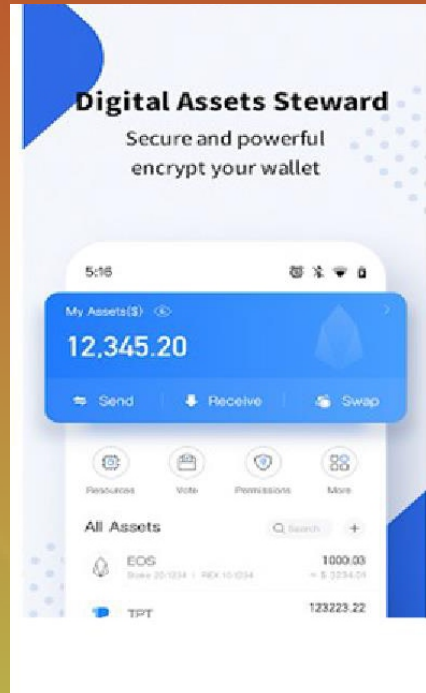 Digital Assets Steward
Secure and powerful
encrypt your wallet
5:16
My Assets($)
12,345.20
Send Receive Swap
Resources Vote Permissions More
All Assets Search +
EOS 1000.03
TPT 123223.22